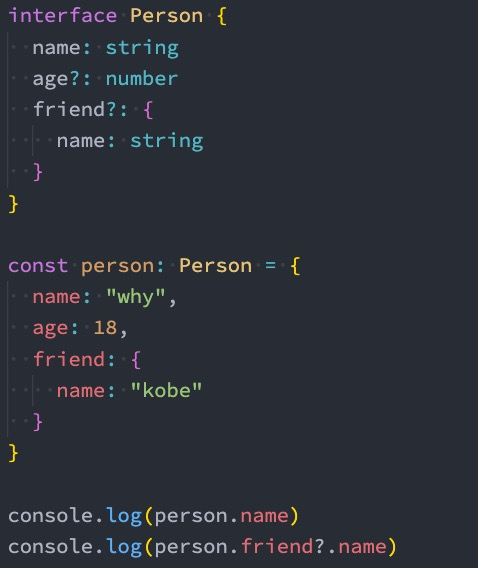 interface Person {
  name: string
  age?: number
  friend?: {
    name: string
  }
}

const person: Person = {
  name: "why",
  age: 18,
  friend: {
    name: "kobe"
  }
}

console.log(person.name)
console.log(person.friend?.name)